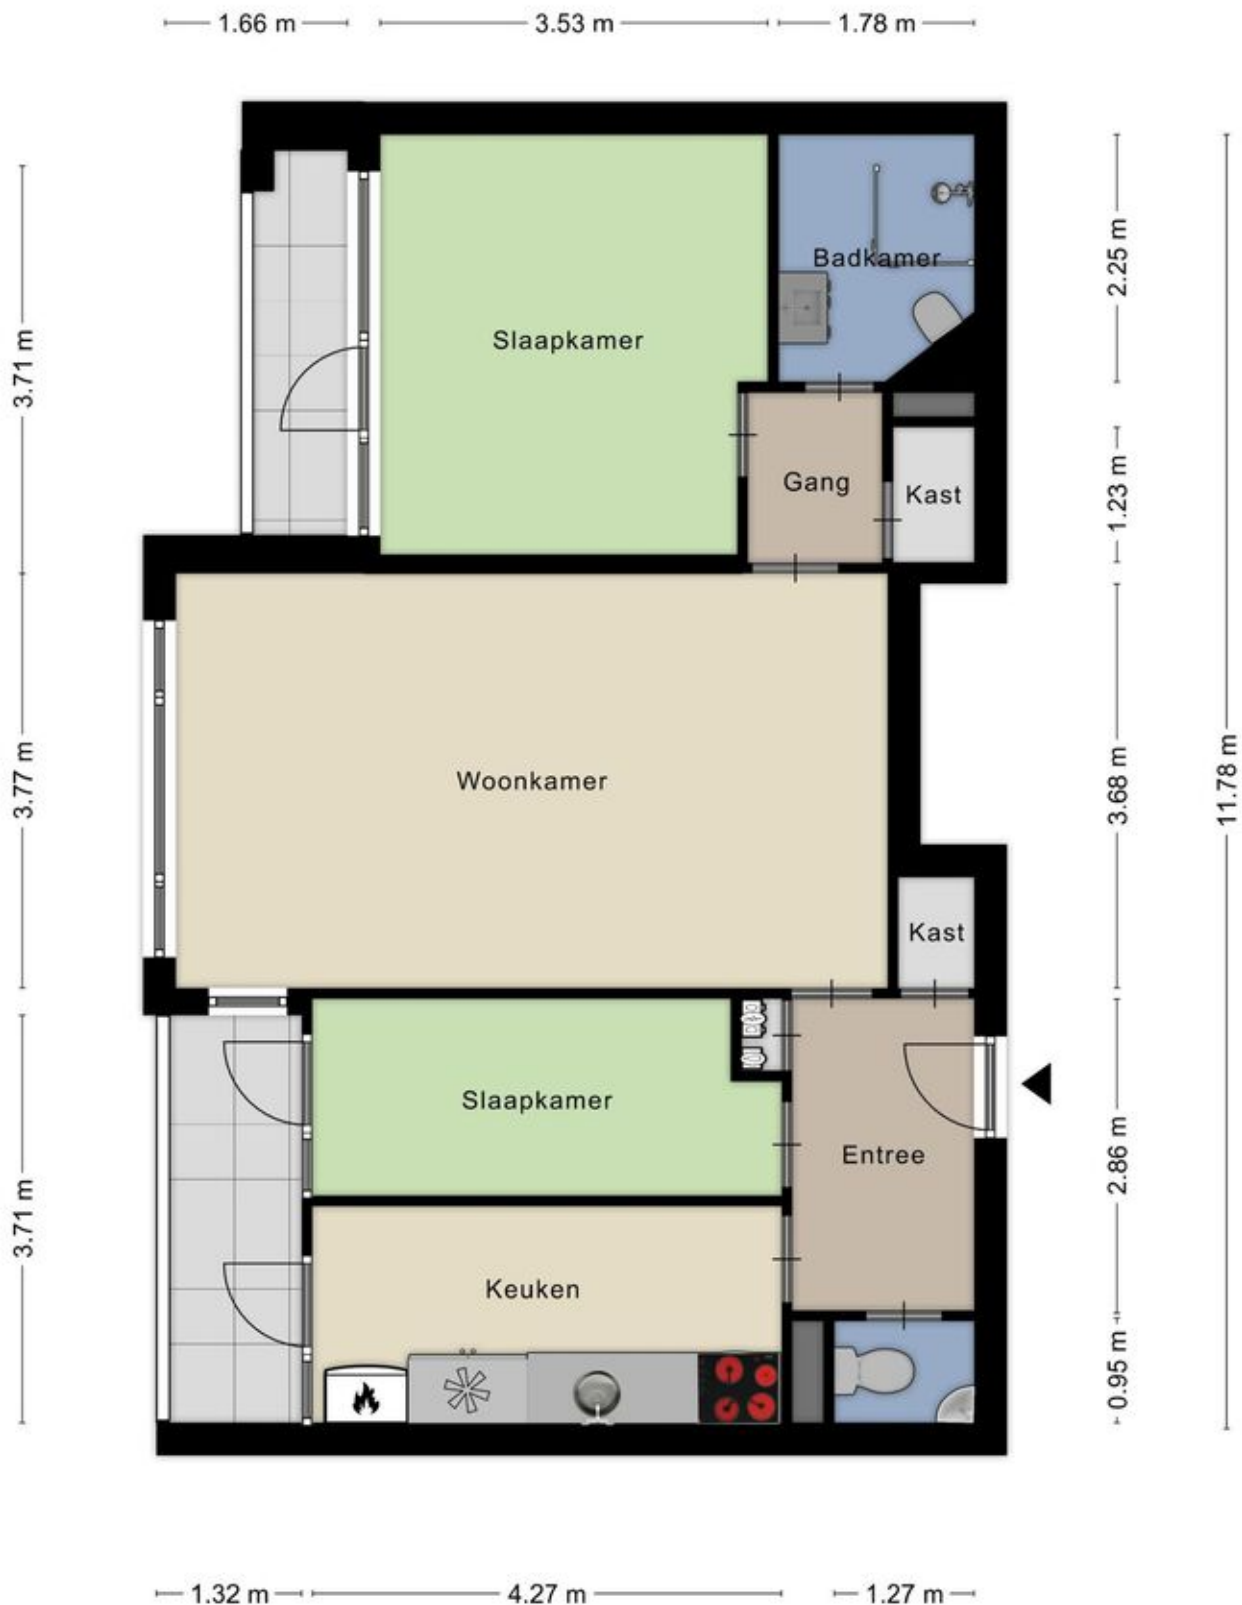 1.66 m
3.53 m
1.78 m
Badkamer
2.25 m
Slaapkamer
3.71 m
Gang
Kast
1.23 m
Woonkamer
3.77 m
3.68 m
11.78 m
Kast
Slaapkamer
Entree
2.86 m
3.71 m
Keuken
0.95 m
1.32 m
4.27 m
1.27 m